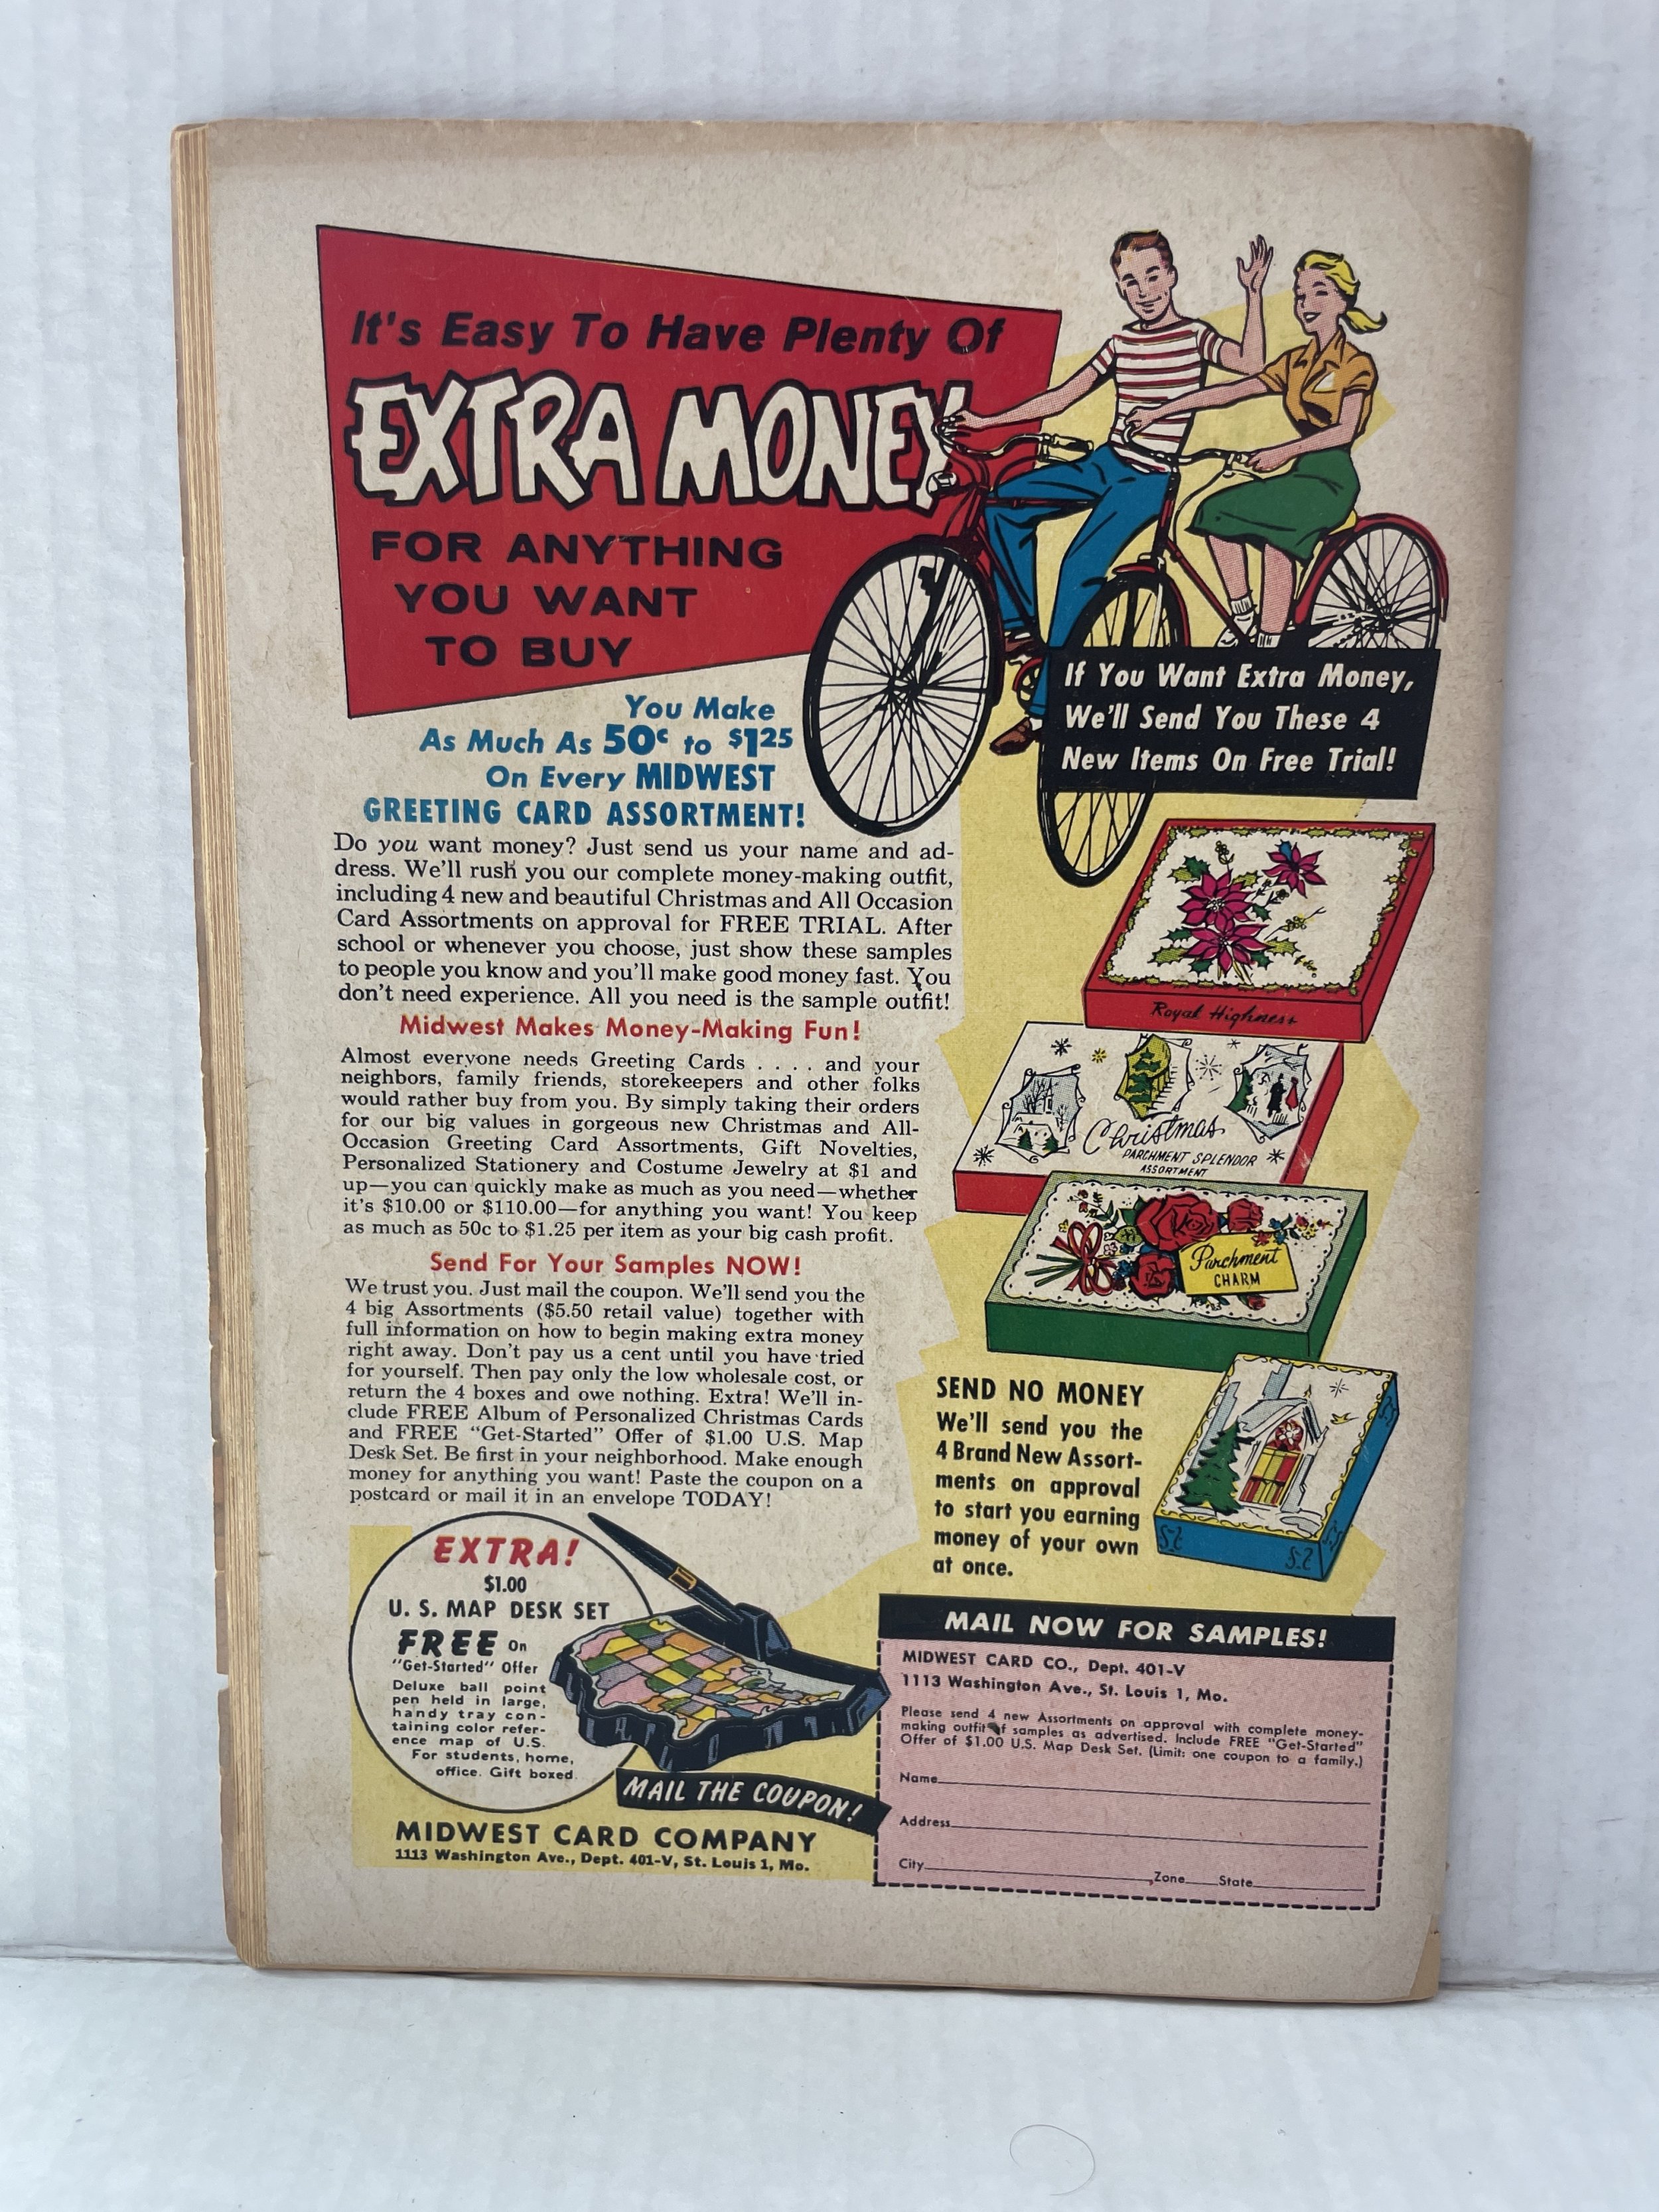 It's Easy To Have Plenty Of
EXTRA MONEY
FOR ANYTHING
YOU WANT
TO BUY
You Make
As Much As 50c to $1.25
On Every MIDWEST
GREETING CARD ASSORTMENT!
Do you want money? Just send us your name and ad-
dress. We'll rush you our complete money-making outfit,
including 4 new and beautiful Christmas and All Occasion
Card Assortments on approval for FREE TRIAL. After
school or whenever you choose, just show these samples
to people you know and you'll make good money fast. You
don't need experience. All you need is the sample outfit!
Midwest Makes Money-Making Fun!
Almost everyone needs Greeting Cards . . . . and your
neighbors, family friends, storekeepers and other folks
would rather buy from you. By simply taking their orders
for our big values in gorgeous new Christmas and All-
Occasion Greeting Card Assortments, Gift Novelties,
Personalized Stationery and Costume Jewelry at $1 and
up—you can quickly make as much as you need—whether
it's $10.00 or $110.00—for anything you want! You keep
as much as 50c to $1.25 per item as your big cash profit.
Send For Your Samples NOW!
We trust you. Just mail the coupon. We'll send you the
4 big Assortments ($5.50 retail value) together with
full information on how to begin making extra money
right away. Don't pay us a cent until you have tried
for yourself. Then pay only the low wholesale cost, or
return the 4 boxes and owe nothing. Extra! We'll in-
clude FREE Album of Personalized Christmas Cards
and FREE "Get-Started" Offer of $1.00 U.S. Map
Desk Set. Be first in your neighborhood. Make enough
money for anything you want! Paste the coupon on a
postcard or mail it in an envelope TODAY!
If You Want Extra Money,
We'll Send You These 4
New Items On Free Trial!
Royal Highness
Christmas
PARCHMENT SPLENDOR
ASSORTMENT
Parchment
CHARM
SEND NO MONEY
We'll send you the
4 Brand New Assort-
ments on approval
to start you earning
money of your own
at once.
EXTRA!
$1.00
U. S. MAP DESK SET
FREE On
"Get-Started" Offer
Deluxe ball point
pen held in large,
handy tray con-
taining color refer-
ence map of U.S.
For students, home,
office. Gift boxed.
MAIL THE COUPON!
MIDWEST CARD COMPANY
1113 Washington Ave., Dept. 401-V, St. Louis 1, Mo.
MAIL NOW FOR SAMPLES!
MIDWEST CARD CO., Dept. 401-V
1113 Washington Ave., St. Louis 1, Mo.
Please send 4 new Assortments on approval with complete money-
making outfit of samples as advertised. Include FREE "Get-Started"
Offer of $1.00 U.S. Map Desk Set. (Limit: one coupon to a family.)
Name
Address
City Zone State